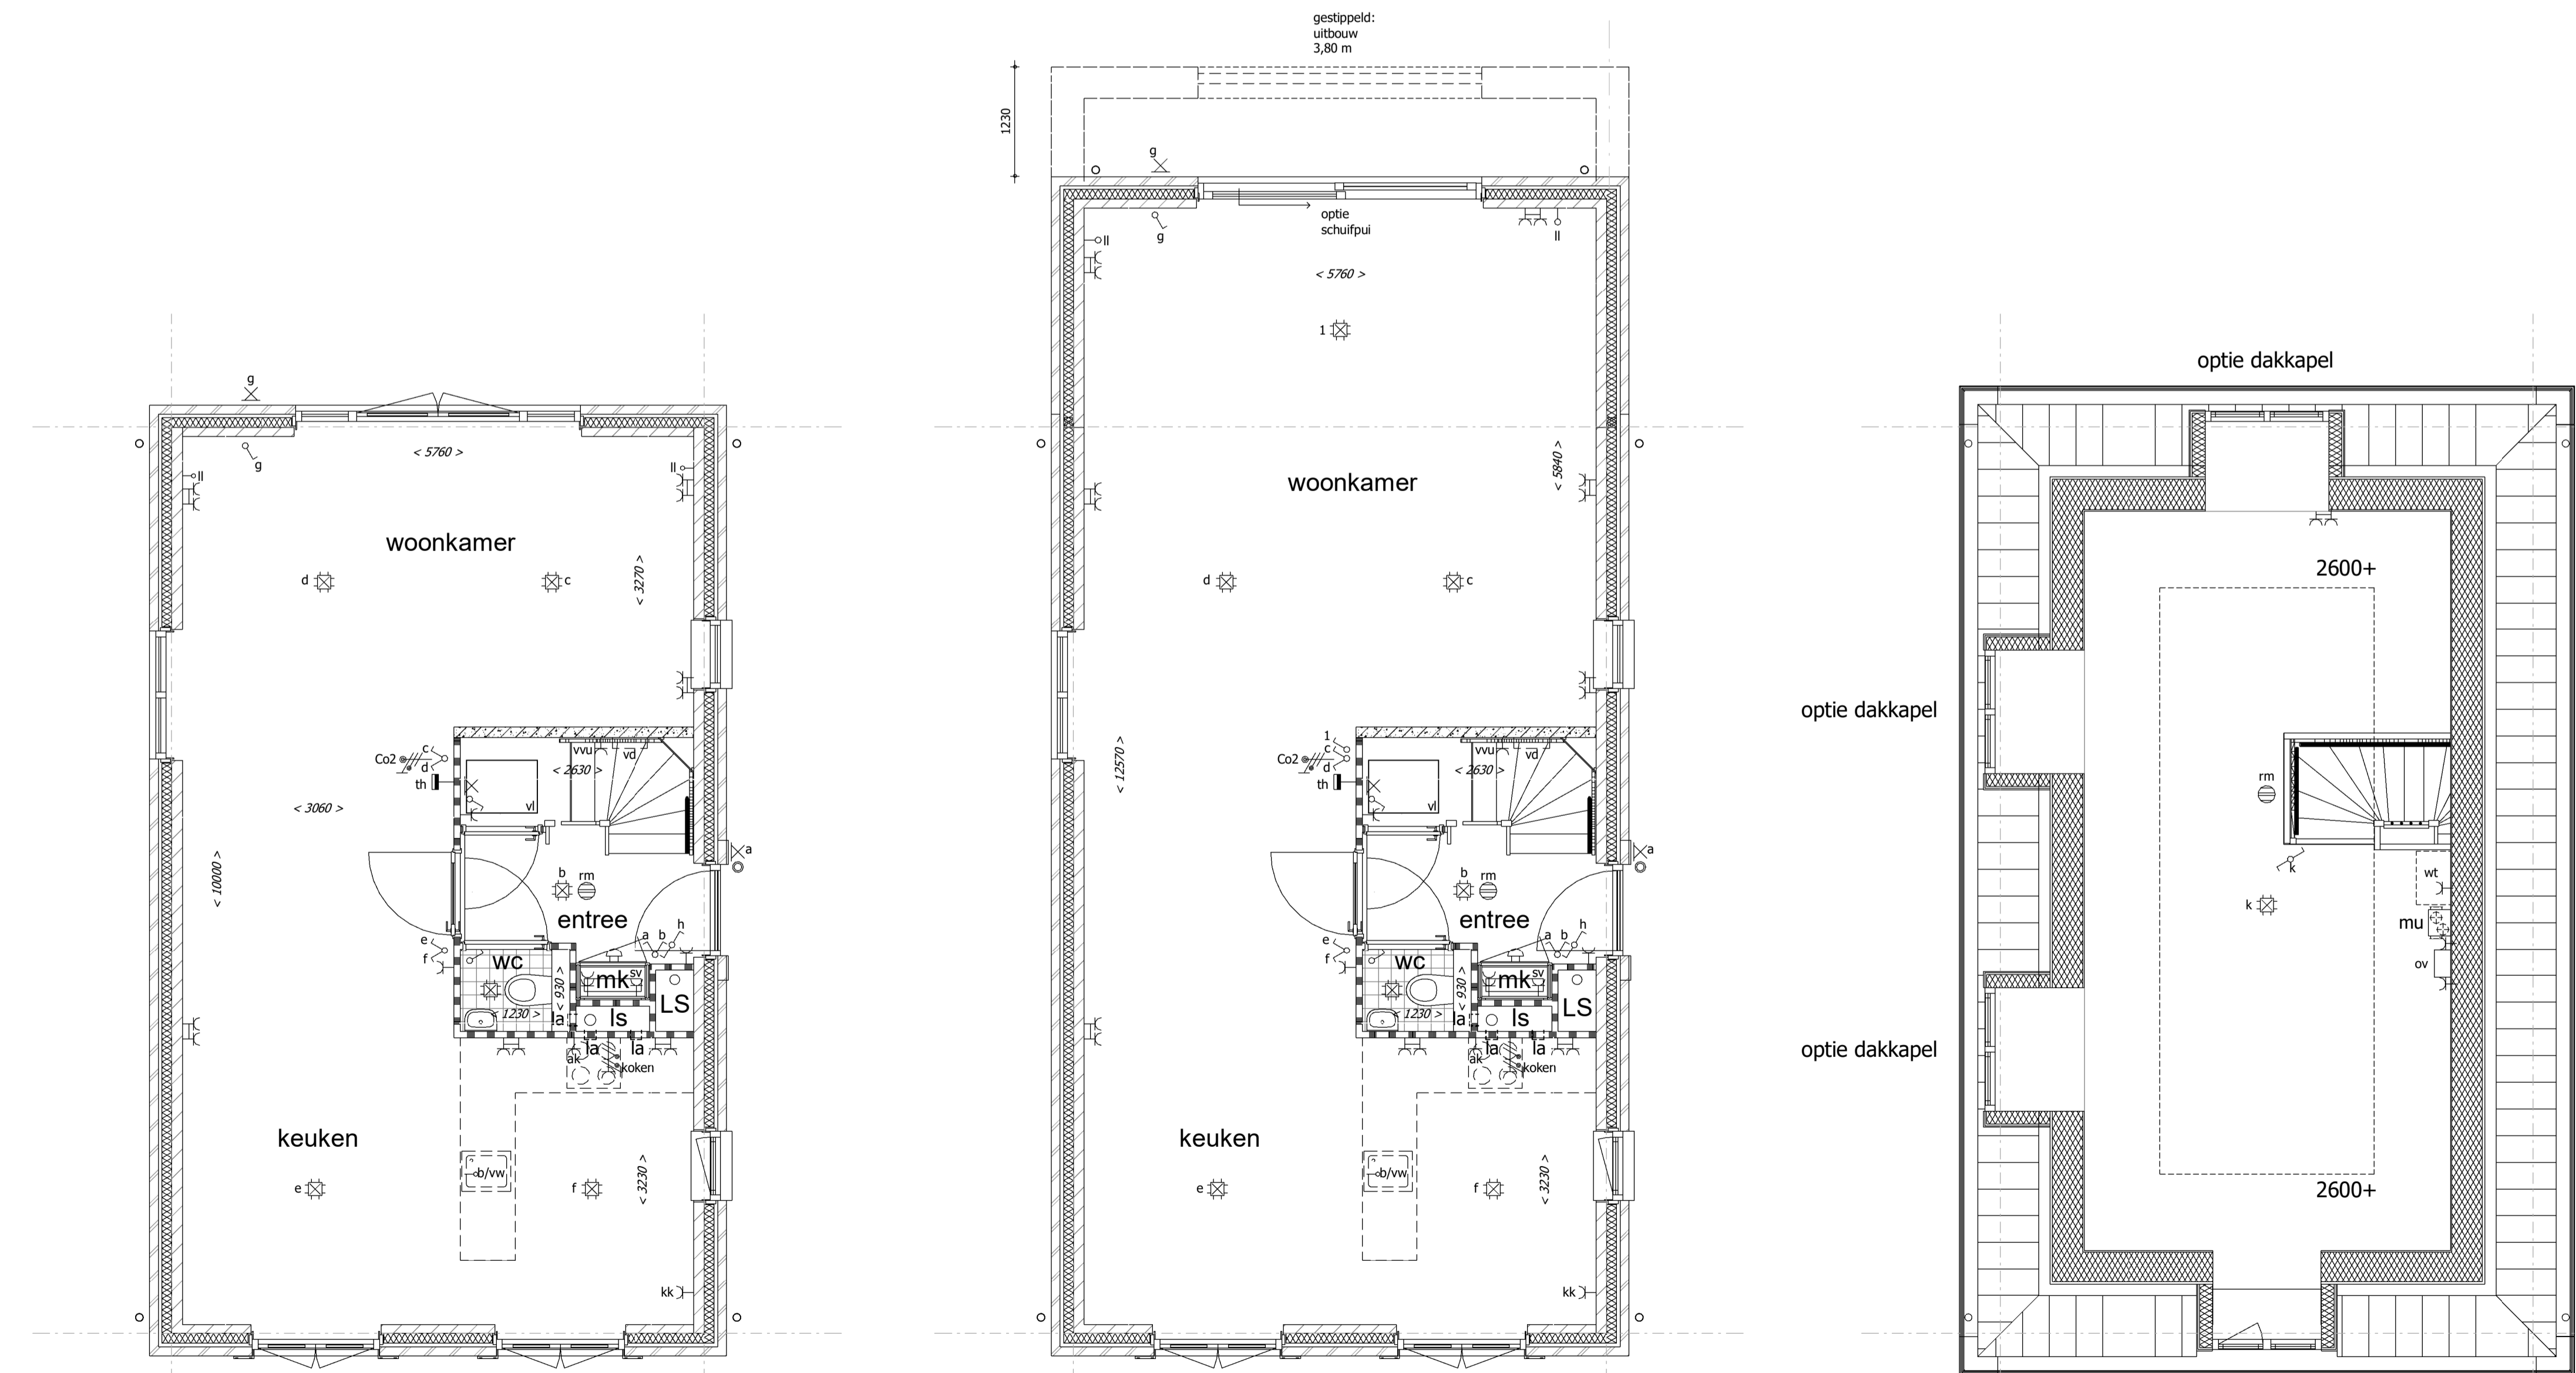 gestippeld:
uitbouw
3,80 m
1230
g
g
ll
optie
schuifpui
ll
< 5760 >
1
woonkamer
< 5840 >
d
c
1
c
Co2
d
th
vvu
vd
< 2630 >
vl
< 12570 >
a
b
rm
entree
h
a
b
e
f
wc
mk
sv
LS
< 930 >
< 1230 >
la
ls
la
la
ak
koken
keuken
b/vw
e
f
< 3230 >
kk
g
< 5760 >
g
ll
ll
woonkamer
< 3270 >
d
c
c
Co2
d
th
vvu
vd
< 2630 >
vl
< 3060 >
< 10000 >
a
b
rm
entree
h
a
b
e
f
wc
mk
sv
LS
< 930 >
< 1230 >
la
ls
la
la
ak
koken
keuken
b/vw
e
f
< 3230 >
kk
optie dakkapel
2600+
optie dakkapel
rm
k
wt
k
mu
ov
optie dakkapel
2600+